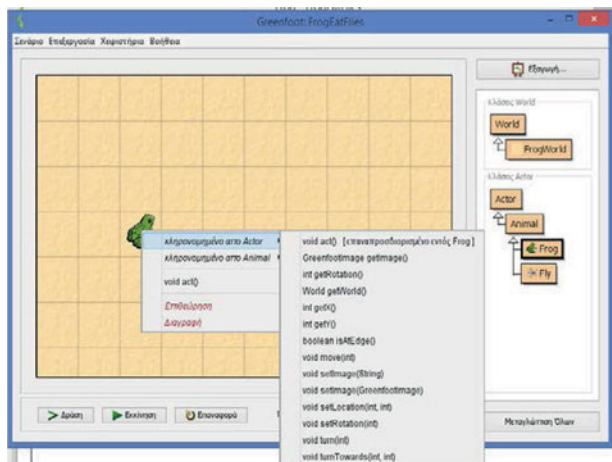 Greenfoot: FrogEatFlies
Σενάριο Επεξεργασία Χειριστήρια Βοήθεια
Εξαγωγή...
Κλάσεις World
World
FrogWorld
Κλάσεις Actor
Actor
Animal
Frog
Fly
κληρονομημένο απο Actor
κληρονομημένο απο Animal
void act()
Επιθεώρηση
Διαγραφή
void act() [επαναπροσδιορισμένο εντός Frog]
GreenfootImage getImage()
int getRotation()
World getWorld()
int getX()
int getY()
boolean isAtEdge()
void move(int)
void setImage(String)
void setImage(GreenfootImage)
void setLocation(int, int)
void setRotation(int)
void turn(int)
void turnTowards(int, int)
> Δράση
Εκκίνηση
Επαναφορά
Μεταγλώττιση Όλων